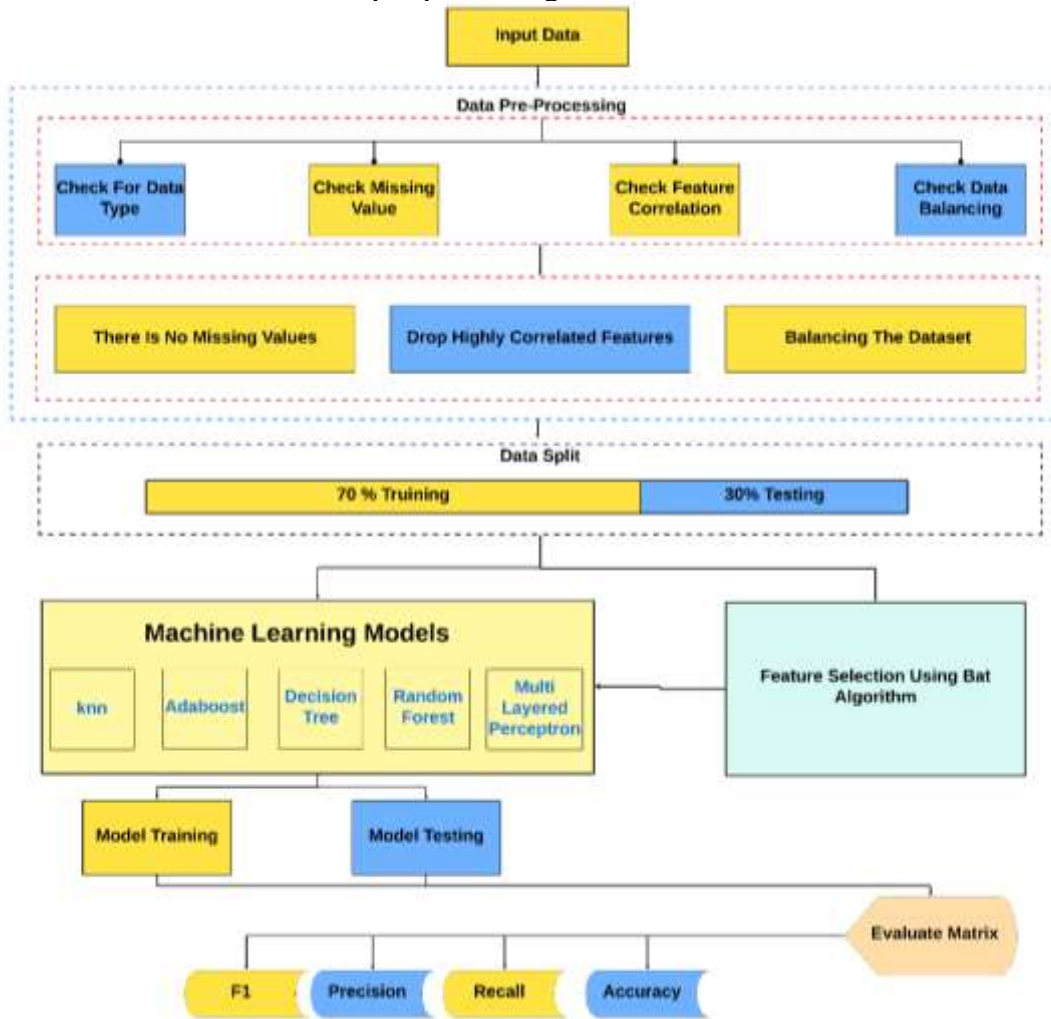 Input Data
Data Pre-Processing
Check For Data
Type
Check Missing
Value
Check Feature
Correlation
Check Data
Balancing
There Is No Missing Values
Drop Highly Correlated Features
Balancing The Dataset
Data Split
70 % Truining
30% Testing
Machine Learning Models
knn
Adaboost
Decision
Tree
Random
Forest
Multi
Layered
Perceptron
Feature Selection Using Bat
Algorithm
Model Training
Model Testing
Evaluate Matrix
F1
Precision
Recall
Accuracy